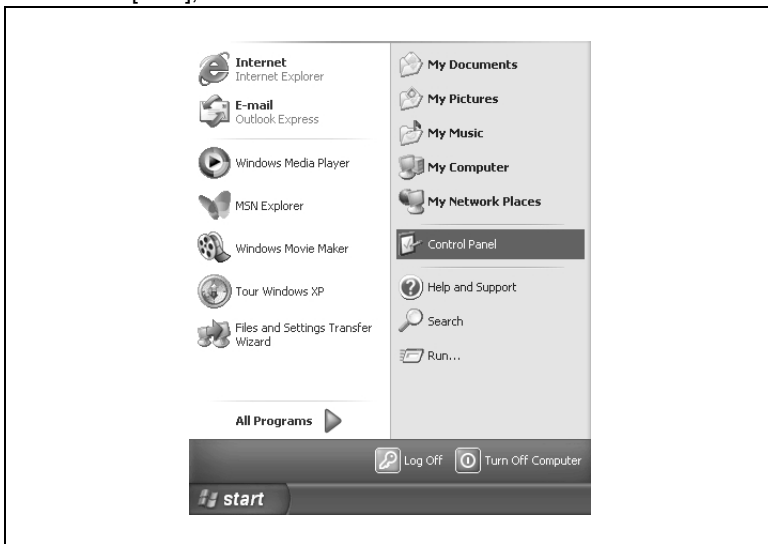 Internet
Internet Explorer
E-mail
Outlook Express
Windows Media Player
MSN Explorer
Windows Movie Maker
Tour Windows XP
Files and Settings Transfer
Wizard
All Programs
My Documents
My Pictures
My Music
My Computer
My Network Places
Control Panel
Help and Support
Search
Run...
Log Off
Turn Off Computer
start